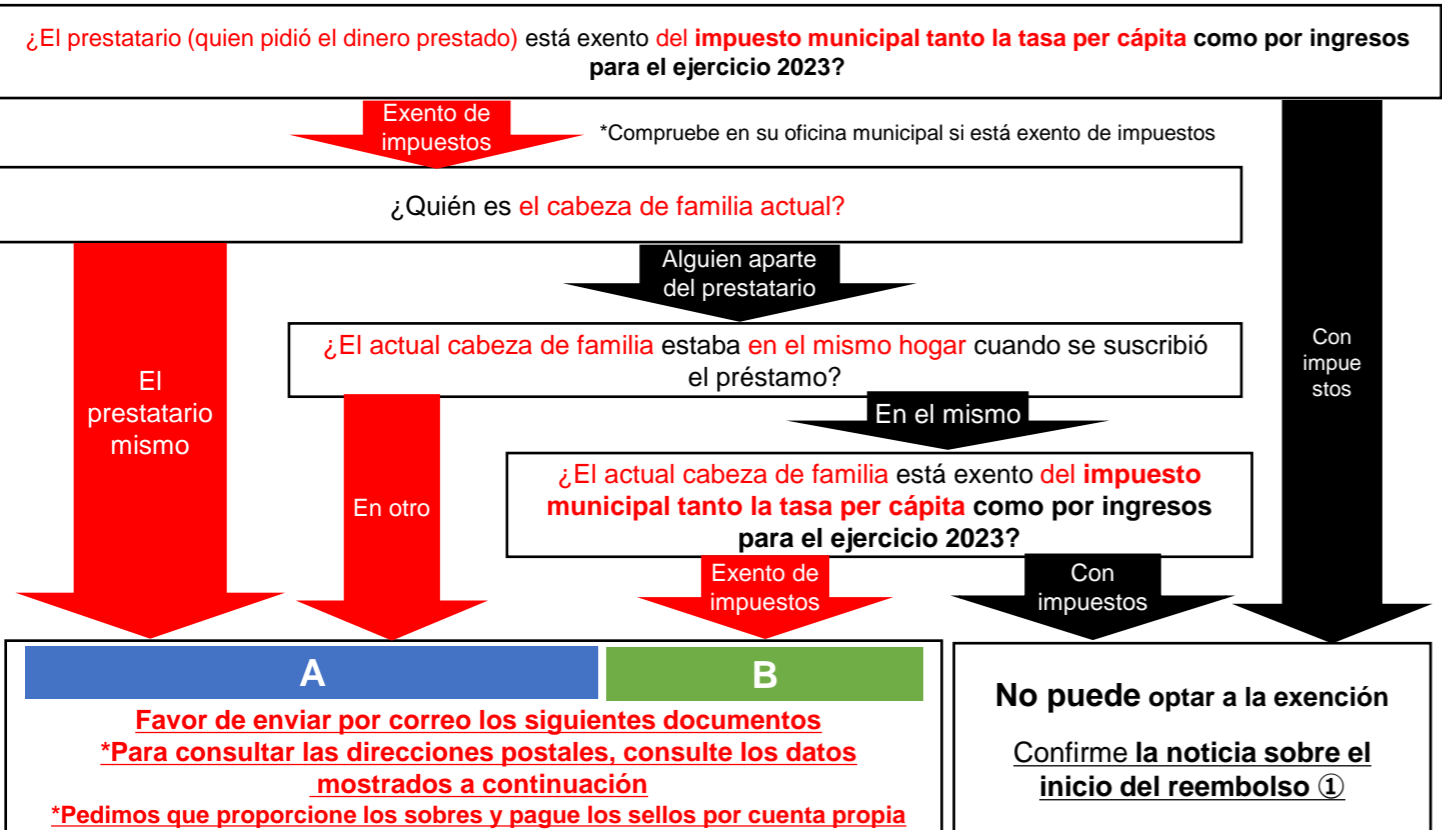 ¿El prestatario (quien pidió el dinero prestado) está exento del impuesto municipal tanto la tasa per cápita como por ingresos
para el ejercicio 2023?
Exento de
impuestos
*Compruebe en su oficina municipal si está exento de impuestos
¿Quién es el cabeza de familia actual?
Alguien aparte
del prestatario
¿El actual cabeza de familia estaba en el mismo hogar cuando se suscribió
el préstamo?
El
prestatario
mismo
Con
impue
stos
En el mismo
¿El actual cabeza de familia está exento del impuesto
municipal tanto la tasa per cápita como por ingresos
para el ejercicio 2023?
En otro
Exento de
impuestos
Con
impuestos
A
B
Favor de enviar por correo los siguientes documentos
*Para consultar las direcciones postales, consulte los datos
mostrados a continuación
*Pedimos que proporcione los sobres y pague los sellos por cuenta propia
No puede optar a la exención
Confirme la noticia sobre el
inicio del reembolso ①